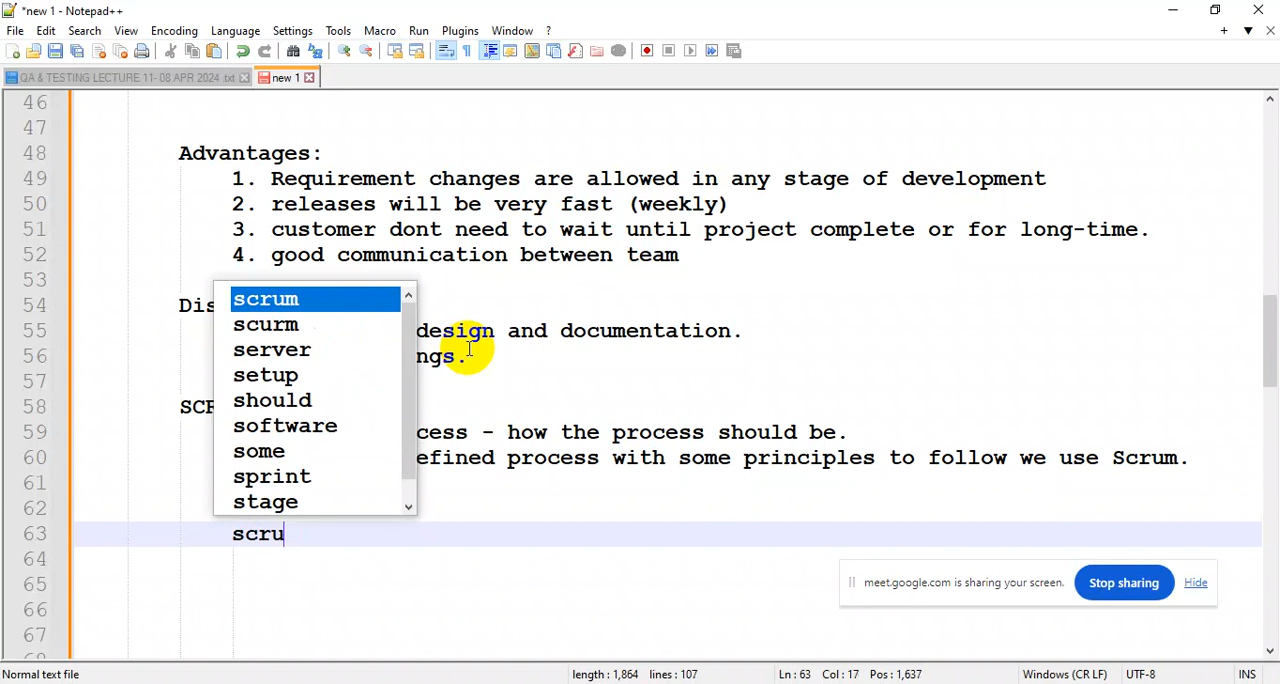 *new 1 - Notepad++
File Edit Search View Encoding Language Settings Tools Macro Run Plugins Window ?
QA & TESTING LECTURE 11- 08 APR 2024 .txt new 1
46
47
48 Advantages:
49 1. Requirement changes are allowed in any stage of development
50 2. releases will be very fast (weekly)
51 3. customer dont need to wait until project complete or for long-time.
52 4. good communication between team
53
54 Dis
55 design and documentation.
56 ngs.
57
58 SCR
59 cess - how the process should be.
60 efined process with some principles to follow we use Scrum.
61
62
63 scru
64
65
66
67
scrum
scurm
server
setup
should
software
some
sprint
stage
meet.google.com is sharing your screen. Stop sharing Hide
Normal text file length : 1,864 lines : 107 Ln : 63 Col : 17 Pos : 1,637 Windows (CR LF) UTF-8 INS